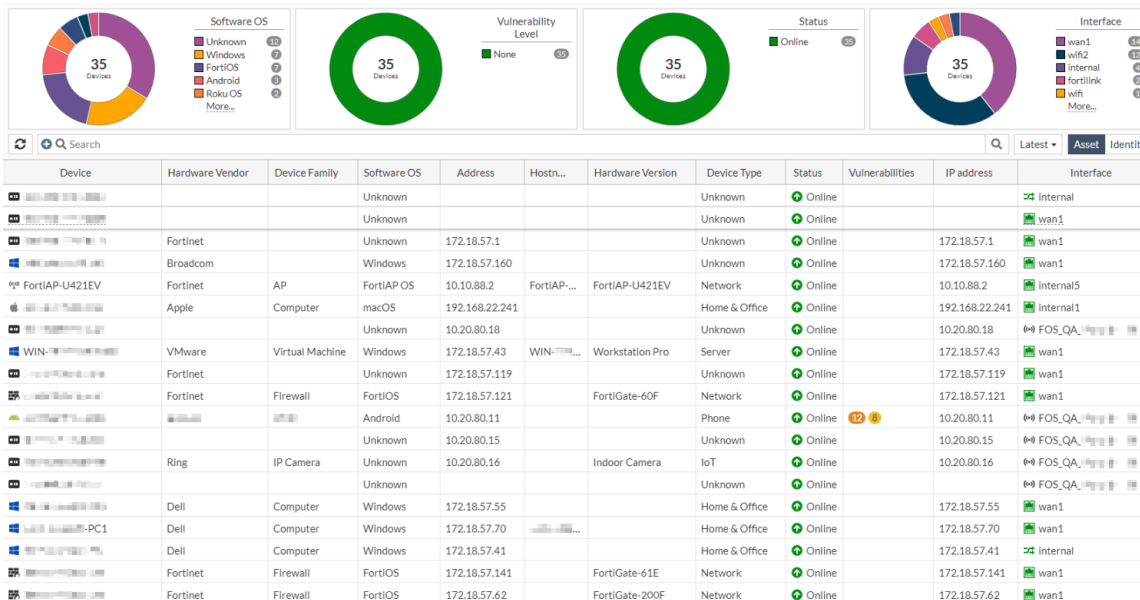 Software OS
35
Devices
Unknown 12
Windows 7
FortiOS 7
Android 3
Roku OS 2
More...
Vulnerability
Level
35
Devices
None 35
Status
35
Devices
Online 35
Interface
35
Devices
wan1
wifi2
internal
fortilink
wifi
More...
Search Latest Asset
Device Hardware Vendor Device Family Software OS Address Hostn... Hardware Version Device Type Status Vulnerabilities IP address Interface
Unknown Unknown Online internal
Unknown Unknown Online wan1
Fortinet Unknown 172.18.57.1 Unknown Online 172.18.57.1 wan1
Broadcom Windows 172.18.57.160 Unknown Online 172.18.57.160 wan1
FortiAP-U421EV Fortinet AP FortiAP OS 10.10.88.2 FortiAP-... FortiAP-U421EV Network Online 10.10.88.2 internal5
Apple Computer macOS 192.168.22.241 Home & Office Online 192.168.22.241 internal1
Unknown 10.20.80.18 Unknown Online 10.20.80.18 FOS_QA_
WIN- VMware Virtual Machine Windows 172.18.57.43 WIN- ... Workstation Pro Server Online 172.18.57.43 wan1
Fortinet Unknown 172.18.57.119 Unknown Online 172.18.57.119 wan1
Fortinet Firewall FortiOS 172.18.57.121 FortiGate-60F Network Online 172.18.57.121 wan1
Android 10.20.80.11 Phone Online 12 8 10.20.80.11 FOS_QA_
Unknown 10.20.80.15 Unknown Online 10.20.80.15 FOS_QA_
Ring IP Camera Unknown 10.20.80.16 Indoor Camera IoT Online 10.20.80.16 FOS_QA_
Unknown Unknown Online FOS_QA_
Dell Computer Windows 172.18.57.55 Home & Office Online 172.18.57.55 wan1
-PC1 Dell Computer Windows 172.18.57.70 ... Home & Office Online 172.18.57.70 wan1
Dell Computer Windows 172.18.57.41 Home & Office Online 172.18.57.41 internal
Fortinet Firewall FortiOS 172.18.57.141 FortiGate-61E Network Online 172.18.57.141 wan1
Fortinet Firewall FortiOS 172.18.57.62 FortiGate-200F Network Online 172.18.57.62 wan1